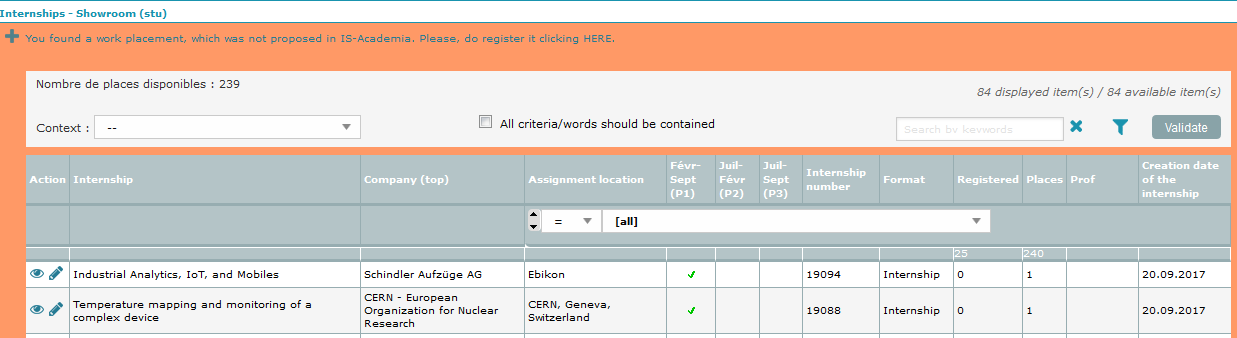 Internships - Showroom (stu)
You found a work placement, which was not proposed in IS-Academia. Please, do register it clicking HERE.
Nombre de places disponibles : 239
84 displayed item(s) / 84 available item(s)
Context : -- All criteria/words should be contained Search by keywords Validate
Action Internship Company (top) Assignment location Févr-Sept (P1) Juil-Févr (P2) Juil-Sept (P3) Internship number Format Registered Places Prof Creation date of the internship
= [all]
25 240
Industrial Analytics, IoT, and Mobiles Schindler Aufzüge AG Ebikon 19094 Internship 0 1 20.09.2017
Temperature mapping and monitoring of a complex device CERN - European Organization for Nuclear Research CERN, Geneva, Switzerland 19088 Internship 0 1 20.09.2017